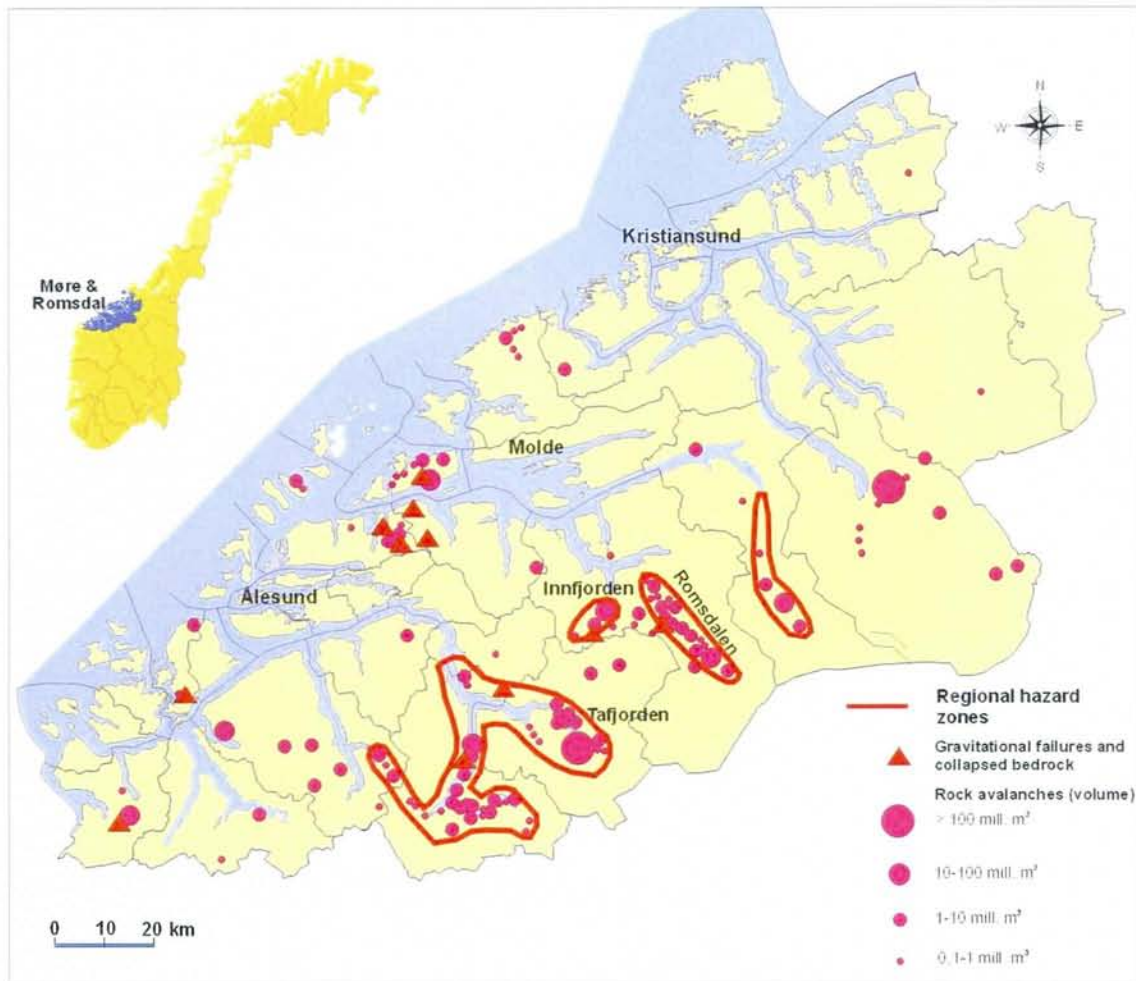 N
W
E
S
Kristiansund
Møre &
Romsdal
Molde
Innfjorden
Romsdalen
Ålesund
Tafjorden
Regional hazard
zones
Gravitational failures and
collapsed bedrock
Rock avalanches (volume)
> 100 mill. m³
10-100 mill. m³
1-10 mill. m³
0,1-1 mill. m³
0 10 20 km